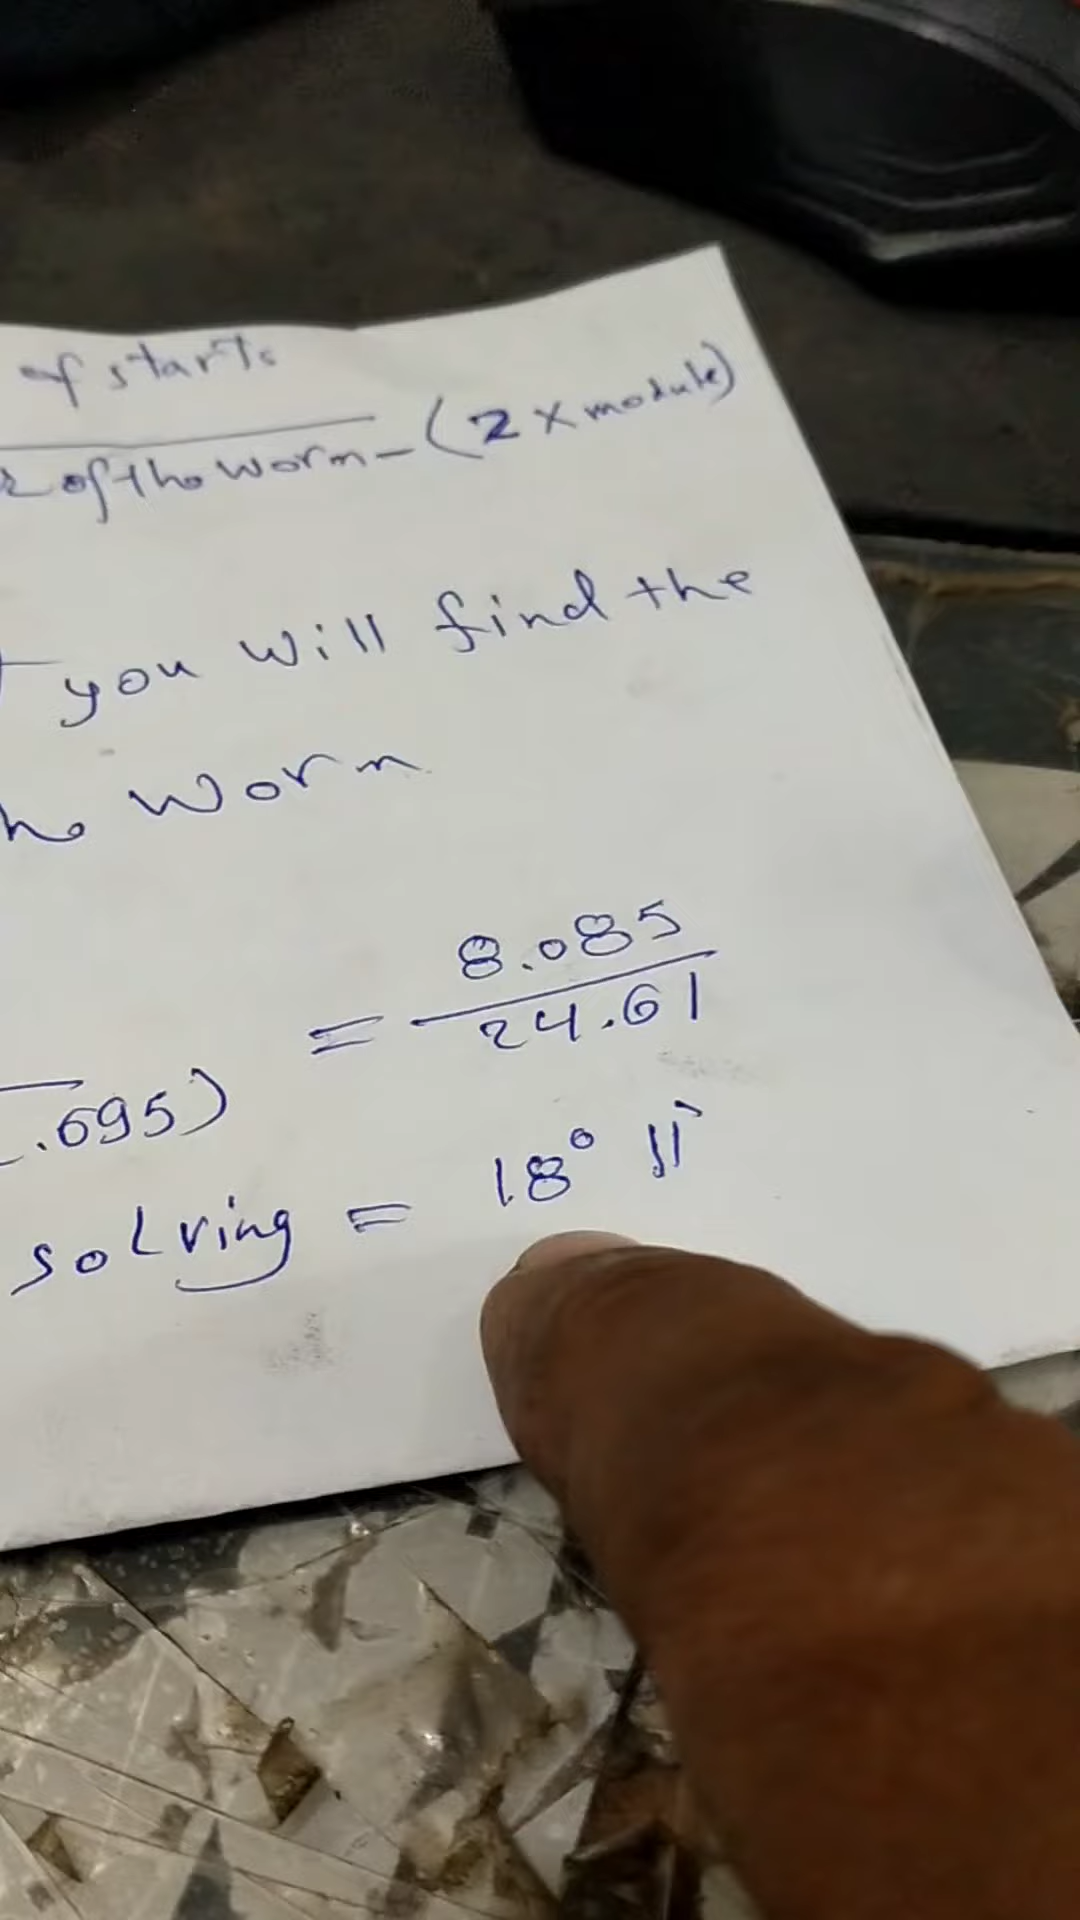 of starts
of the worm - (2 x module)
you will find the
worm
= 8.085
24.61
.695)
solving = 18° 11'